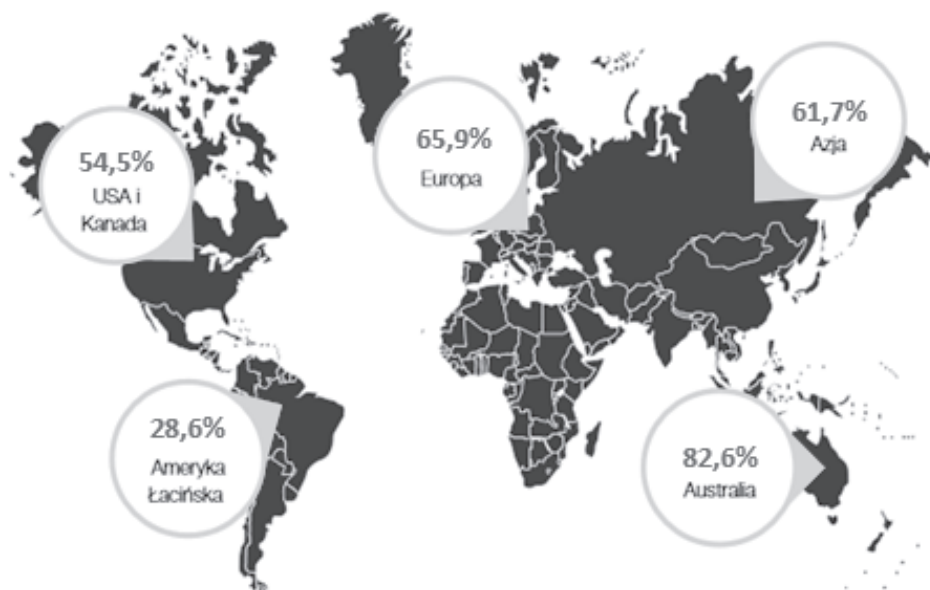 54,5%
USA i
Kanada
65,9%
Europa
61,7%
Azja
28,6%
Ameryka
Łacińska
82,6%
Australia